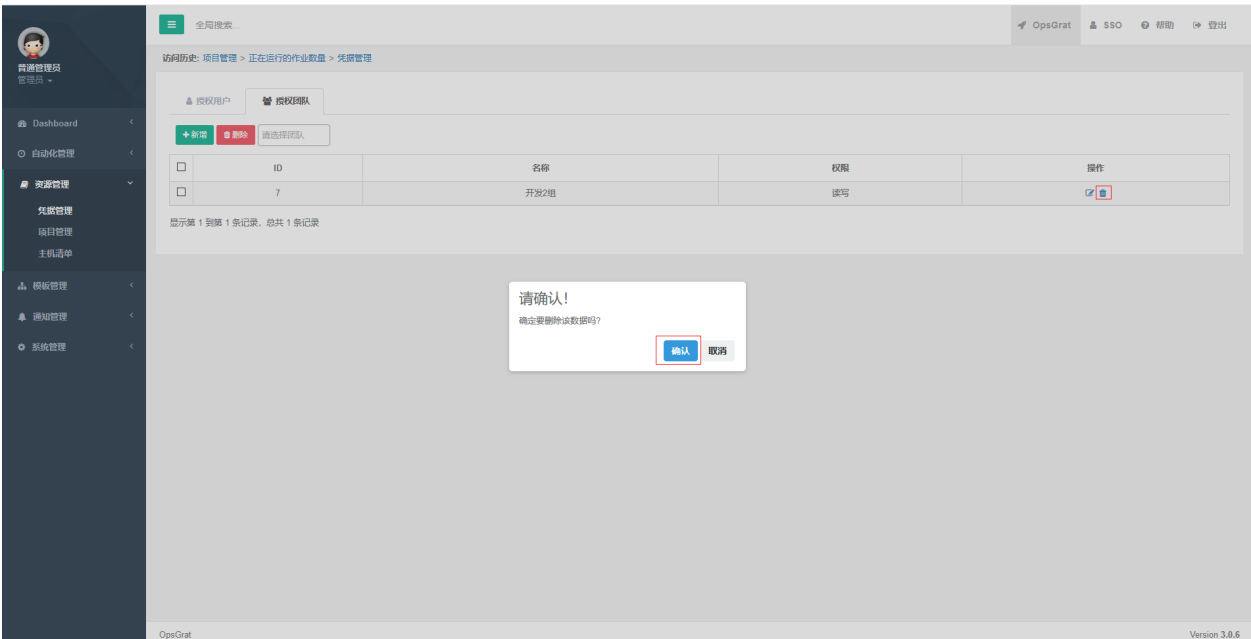 全局搜索...
OpsGrat
SSO
帮助
登出
普通管理员
管理员
访问历史: 项目管理 > 正在运行的作业数量 > 凭据管理
Dashboard
自动化管理
资源管理
凭据管理
项目管理
主机清单
模板管理
通知管理
系统管理
授权用户
授权团队
+新增
删除
请选择团队
ID 名称 权限 操作
7 开发2组 读写
显示第 1 到第 1 条记录，总共 1 条记录
请确认!
确定要删除该数据吗?
确认
取消
OpsGrat
Version 3.0.6